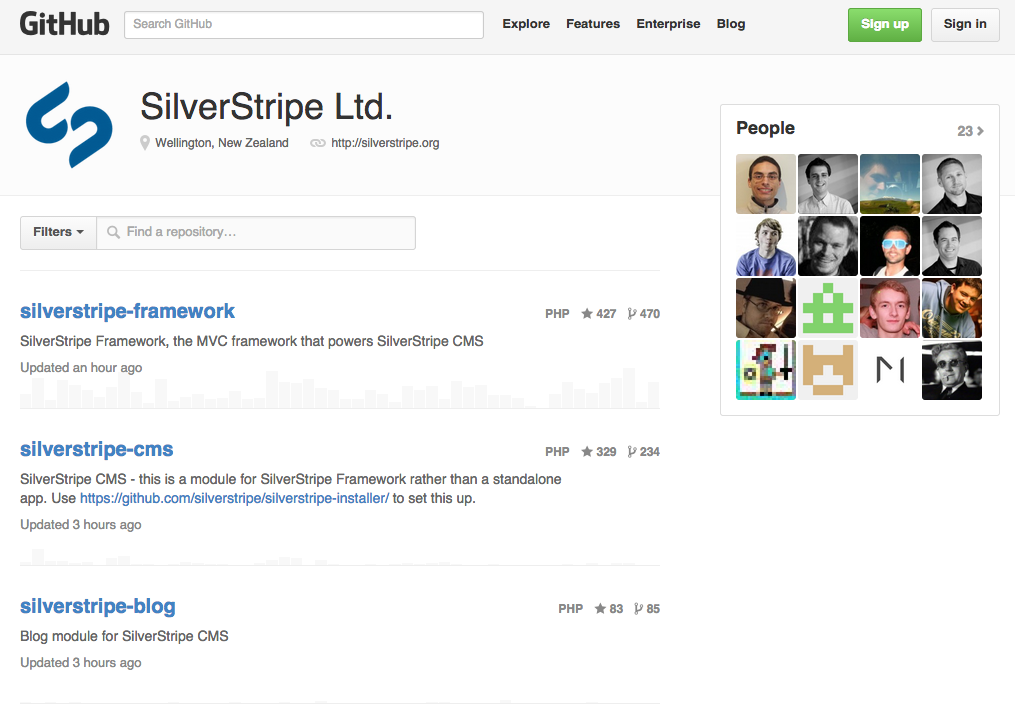 GitHub
Search GitHub
Explore Features Enterprise Blog
Sign up
Sign in
SilverStripe Ltd.
Wellington, New Zealand
http://silverstripe.org
People
23
Filters
Find a repository...
silverstripe-framework
PHP 427 470
SilverStripe Framework, the MVC framework that powers SilverStripe CMS
Updated an hour ago
silverstripe-cms
PHP 329 234
SilverStripe CMS - this is a module for SilverStripe Framework rather than a standalone
app. Use https://github.com/silverstripe/silverstripe-installer/ to set this up.
Updated 3 hours ago
silverstripe-blog
PHP 83 85
Blog module for SilverStripe CMS
Updated 3 hours ago